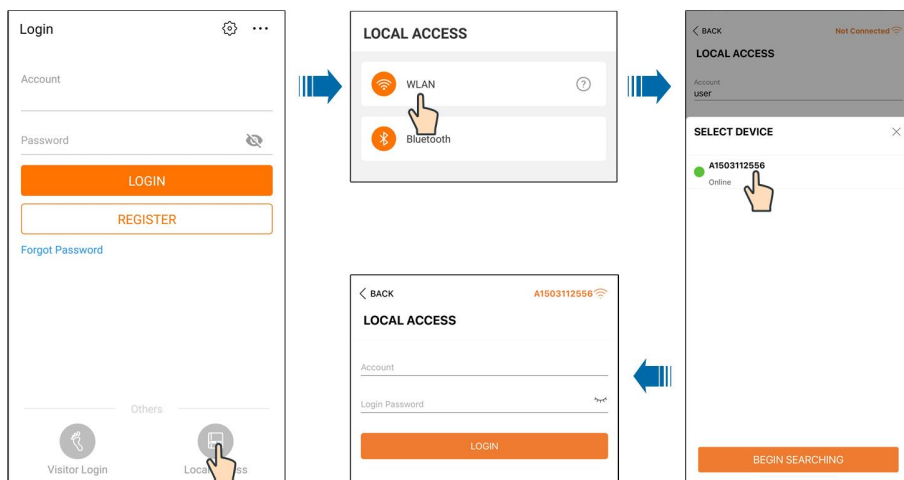 Login
Account
Password
LOGIN
REGISTER
Forgot Password
Others
Visitor Login
LOCAL ACCESS
WLAN
?
Bluetooth
BACK
Not Connected
LOCAL ACCESS
Account
user
SELECT DEVICE
A1503112556
Online
BEGIN SEARCHING
BACK
A1503112556
LOCAL ACCESS
Account
Login Password
LOGIN